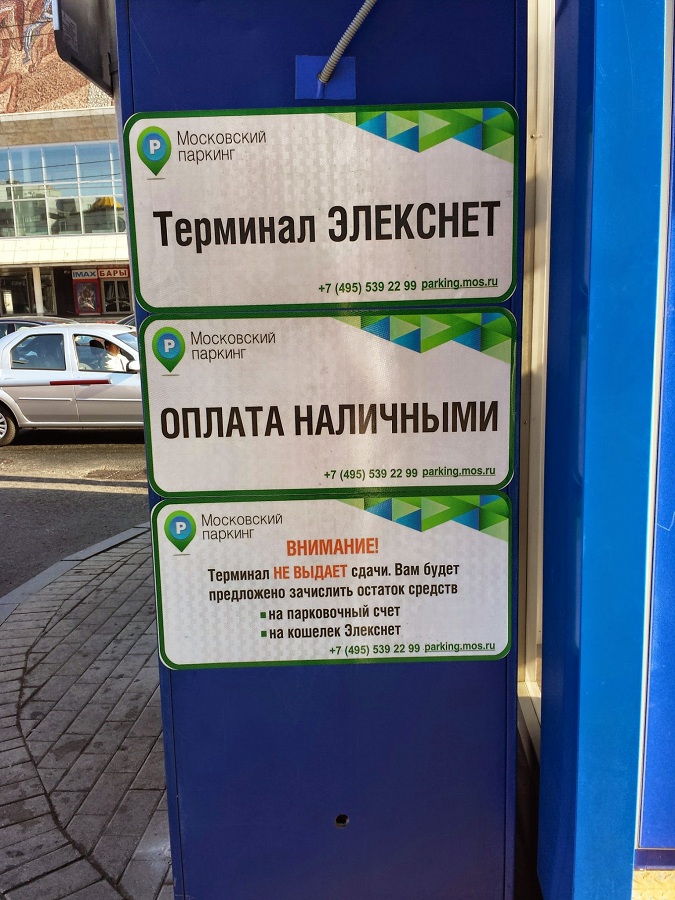 P
Московский
паркинг
Терминал ЭЛЕКСНЕТ
+7 (495) 539 22 99 parking.mos.ru
IMAX БАРЫ
P
Московский
паркинг
ОПЛАТА НАЛИЧНЫМИ
+7 (495) 539 22 99 parking.mos.ru
P
Московский
паркинг
ВНИМАНИЕ!
Терминал НЕ ВЫДАЕТ сдачи. Вам будет
предложено зачислить остаток средств
на парковочный счет
на кошелек Элекснет
+7 (495) 539 22 99 parking.mos.ru